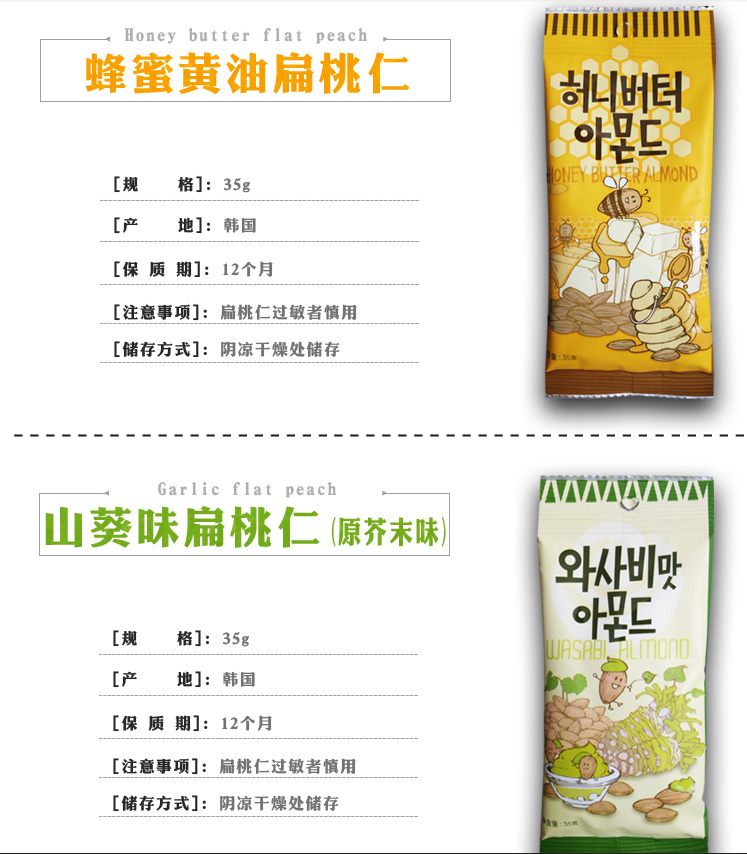 Honey butter flat peach
蜂蜜黄油扁桃仁
[规 格]: 35g
[产 地]: 韩国
[保 质 期]: 12个月
[注意事项]: 扁桃仁过敏者慎用
[储存方式]: 阴凉干燥处储存
허니버터
아몬드
HONEY BUTTER ALMOND
Garlic flat peach
山葵味扁桃仁(原芥末味)
[规 格]: 35g
[产 地]: 韩国
[保 质 期]: 12个月
[注意事项]: 扁桃仁过敏者慎用
[储存方式]: 阴凉干燥处储存
와사비맛
아몬드
WASABI ALMOND